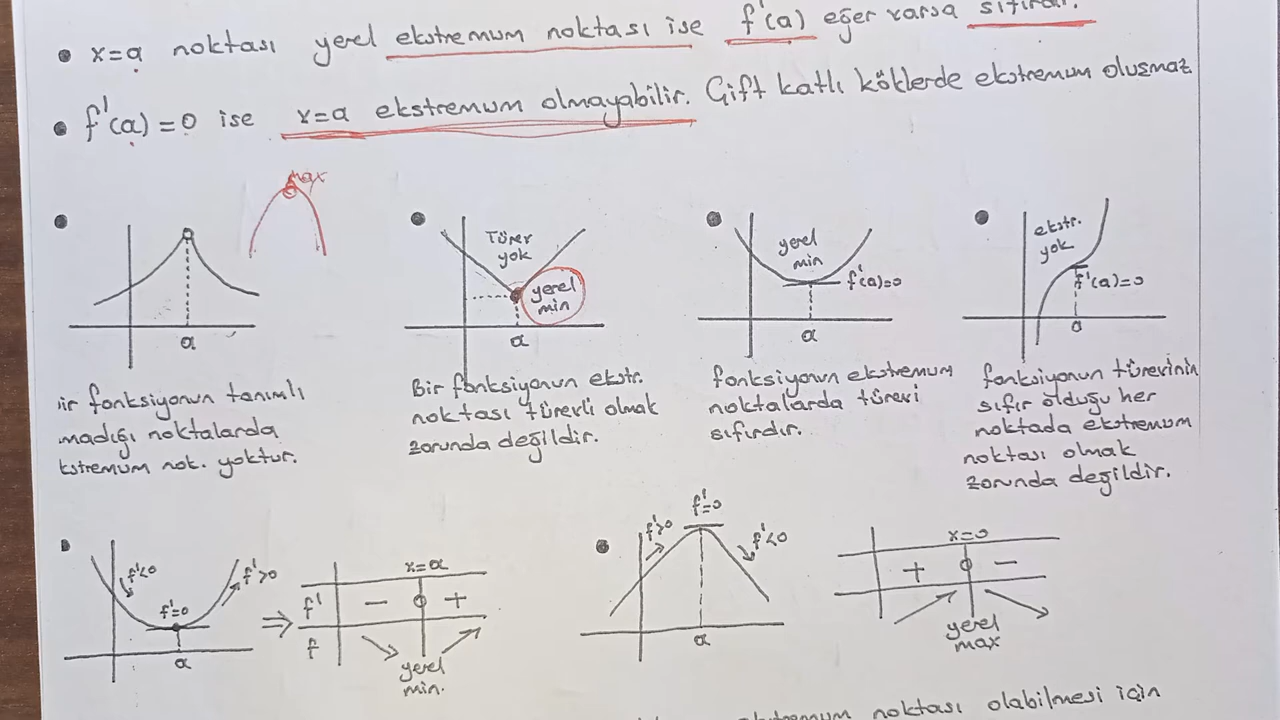 • x=a noktası yerel ekstremum noktası ise f'(a) eğer varsa sıfırdır.
• f'(a)=0 ise x=a ekstremum olmayabilir. Çift katlı köklerde ekstremum oluşmaz
max
a
ir fonksiyonun tanımlı
madığı noktalarda
kstremum nok. yoktur.
Türev
yok
yerel
min
a
Bir fonksiyonun ekstr.
noktası türevli olmak
zorunda değildir.
yerel
min
f'(a)=0
a
fonksiyonun ekstremum
noktalarda türevi
sıfırdır.
ekstr.
yok
f'(a)=0
a
fonksiyonun türevinin
sıfır olduğu her
noktada ekstremum
noktası olmak
zorunda değildir.
f'<0
f'>0
f'=0
a
⇒
x=a
f' - 0 +
f
yerel
min.
f'>0
f'=0
f'<0
a
x=0
+ 0 -
yerel
max
ekstremum noktası olabilmesi için